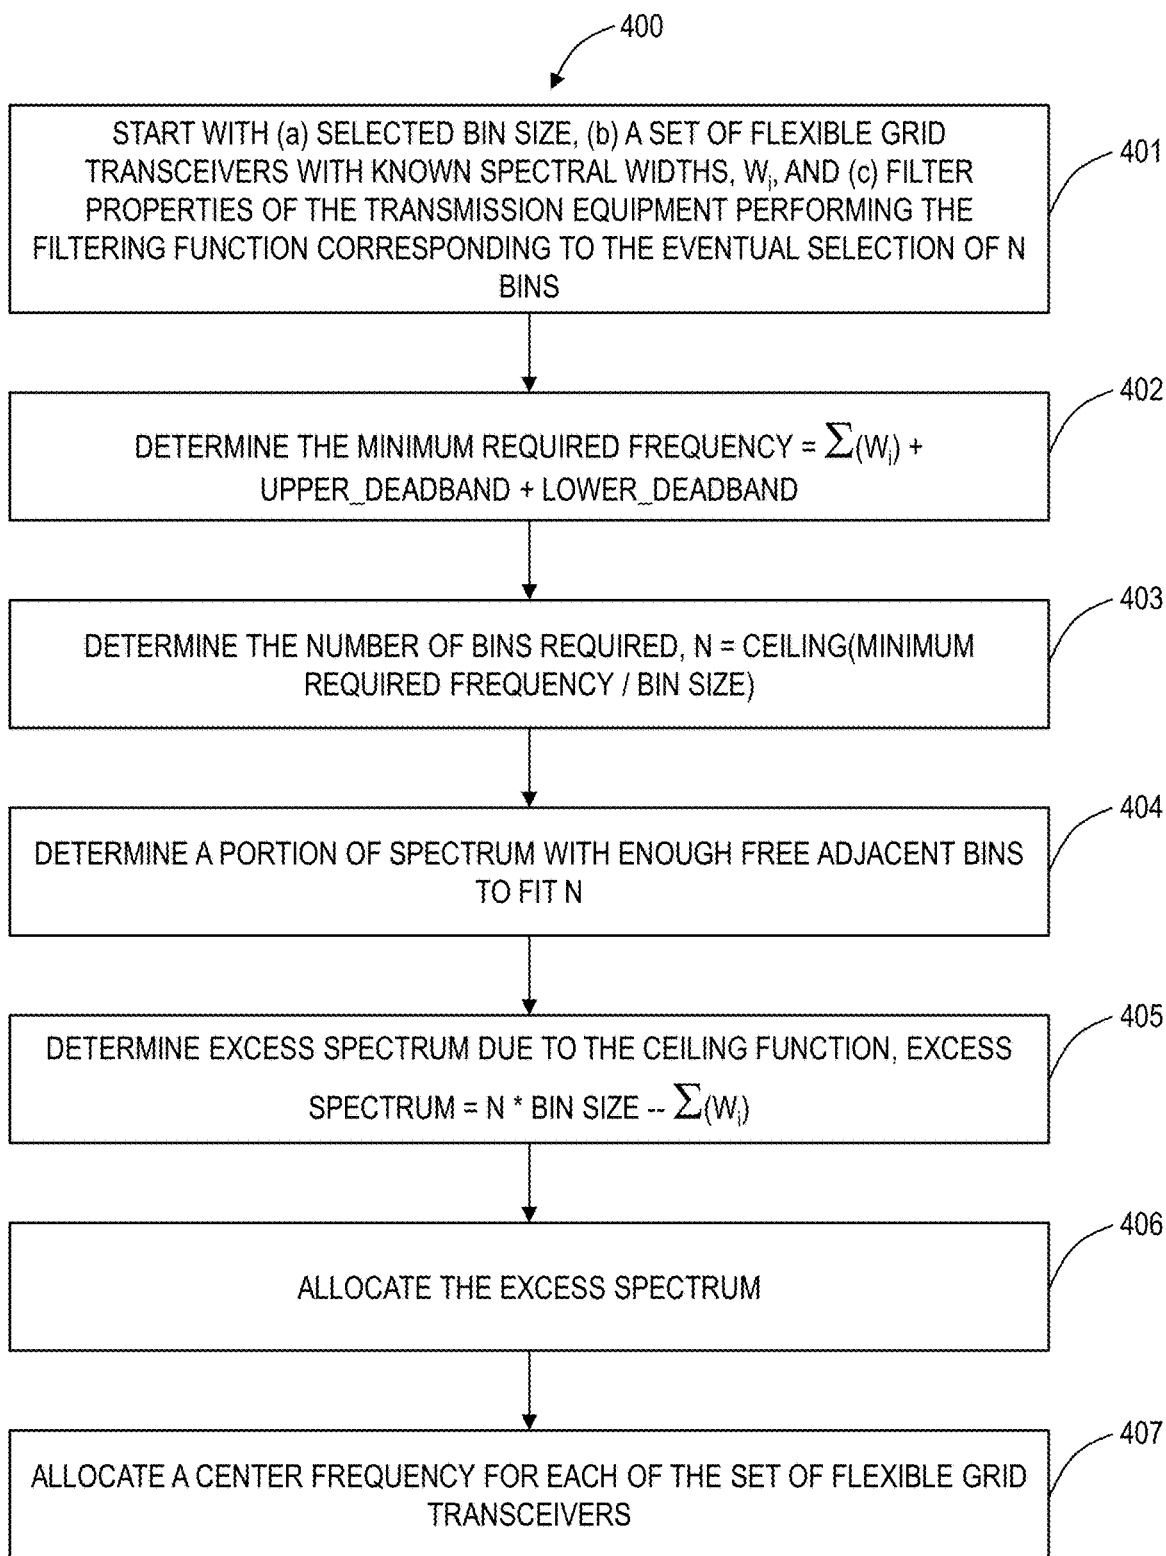 400
START WITH (a) SELECTED BIN SIZE, (b) A SET OF FLEXIBLE GRID
TRANSCEIVERS WITH KNOWN SPECTRAL WIDTHS, Wi, AND (c) FILTER
PROPERTIES OF THE TRANSMISSION EQUIPMENT PERFORMING THE
FILTERING FUNCTION CORRESPONDING TO THE EVENTUAL SELECTION OF N
BINS
401
DETERMINE THE MINIMUM REQUIRED FREQUENCY = Σ(Wi) +
UPPER_DEADBAND + LOWER_DEADBAND
402
DETERMINE THE NUMBER OF BINS REQUIRED, N = CEILING(MINIMUM
REQUIRED FREQUENCY / BIN SIZE)
403
DETERMINE A PORTION OF SPECTRUM WITH ENOUGH FREE ADJACENT BINS
TO FIT N
404
DETERMINE EXCESS SPECTRUM DUE TO THE CEILING FUNCTION, EXCESS
SPECTRUM = N * BIN SIZE -- Σ(Wi)
405
ALLOCATE THE EXCESS SPECTRUM
406
ALLOCATE A CENTER FREQUENCY FOR EACH OF THE SET OF FLEXIBLE GRID
TRANSCEIVERS
407